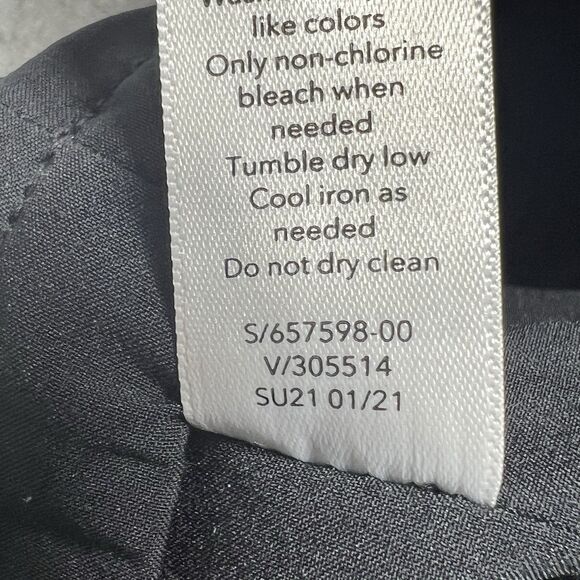 like colors
Only non-chlorine
bleach when
needed
Tumble dry low
Cool iron as
needed
Do not dry clean
S/657598-00
V/305514
SU21 01/21